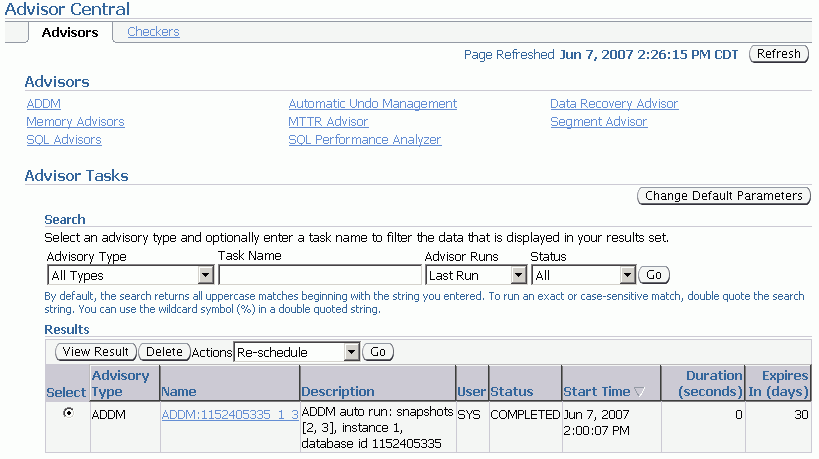 Advisor Central
Advisors Checkers
Page Refreshed Jun 7, 2007 2:26:15 PM CDT Refresh
Advisors
ADDM Automatic Undo Management Data Recovery Advisor
Memory Advisors MTTR Advisor Segment Advisor
SQL Advisors SQL Performance Analyzer
Advisor Tasks
Change Default Parameters
Search
Select an advisory type and optionally enter a task name to filter the data that is displayed in your results set.
Advisory Type Task Name Advisor Runs Status
All Types Last Run All Go
By default, the search returns all uppercase matches beginning with the string you entered. To run an exact or case-sensitive match, double quote the search
string. You can use the wildcard symbol (%) in a double quoted string.
Results
View Result Delete Actions Re-schedule Go
Select Advisory Type Name Description User Status Start Time Duration (seconds) Expires In (days)
ADDM ADDM:1152405335_1_3 ADDM auto run: snapshots SYS COMPLETED Jun 7, 2007 0 30
[2, 3], instance 1, 2:00:07 PM
database id 1152405335